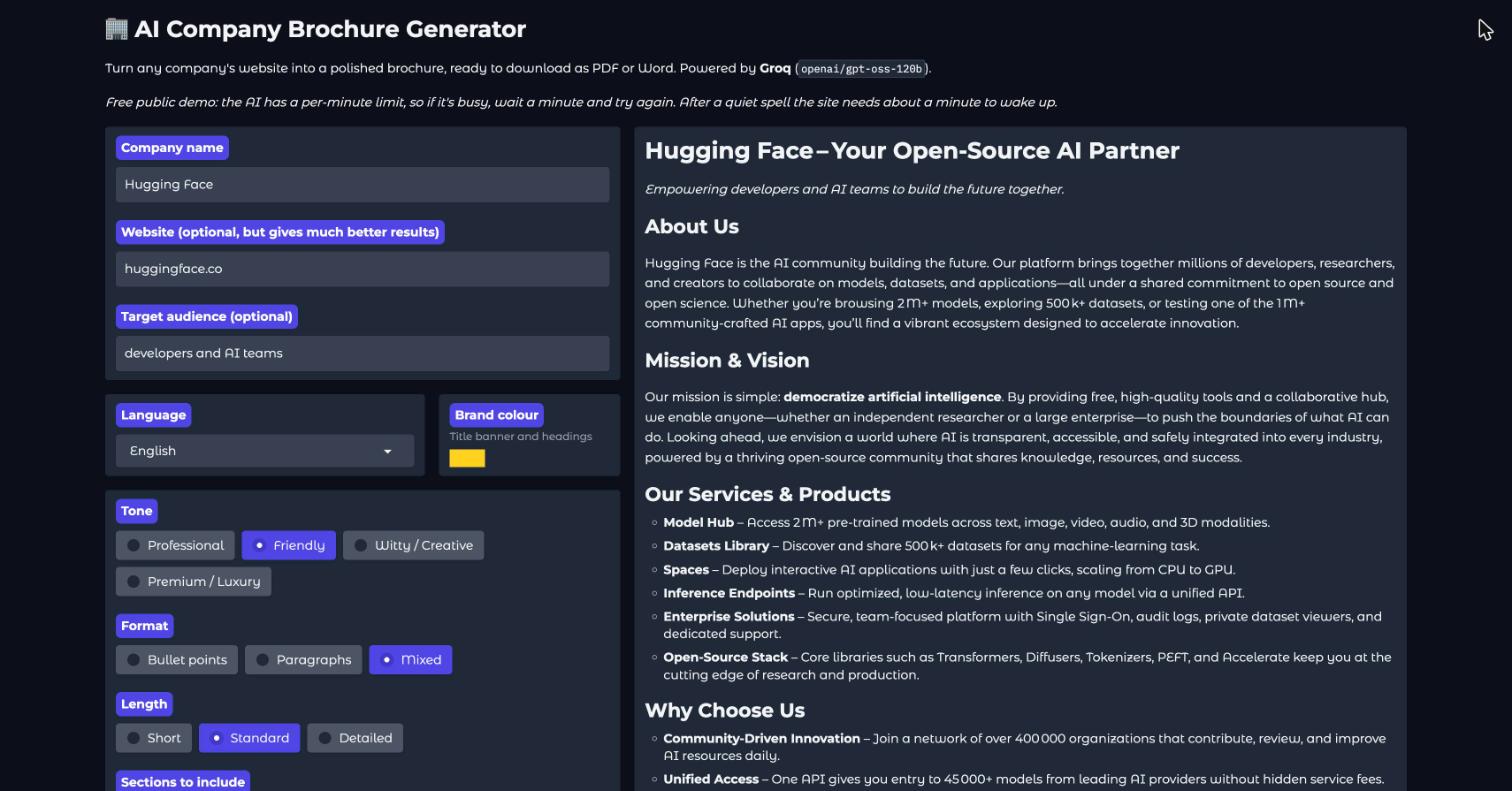 🏢 AI Company Brochure Generator
Turn any company's website into a polished brochure, ready to download as PDF or Word. Powered by Groq (openai/gpt-oss-120b).
Free public demo: the AI has a per-minute limit, so if it's busy, wait a minute and try again. After a quiet spell the site needs about a minute to wake up.
Company name
Hugging Face
Website (optional, but gives much better results)
huggingface.co
Target audience (optional)
developers and AI teams
Language
English
Brand colour
Title banner and headings
Tone
Professional
Friendly
Witty / Creative
Premium / Luxury
Format
Bullet points
Paragraphs
Mixed
Length
Short
Standard
Detailed
Sections to include
Hugging Face – Your Open-Source AI Partner
Empowering developers and AI teams to build the future together.
About Us
Hugging Face is the AI community building the future. Our platform brings together millions of developers, researchers,
and creators to collaborate on models, datasets, and applications—all under a shared commitment to open source and
open science. Whether you're browsing 2 M+ models, exploring 500 k+ datasets, or testing one of the 1 M+
community-crafted AI apps, you'll find a vibrant ecosystem designed to accelerate innovation.
Mission & Vision
Our mission is simple: democratize artificial intelligence. By providing free, high-quality tools and a collaborative hub,
we enable anyone—whether an independent researcher or a large enterprise—to push the boundaries of what AI can
do. Looking ahead, we envision a world where AI is transparent, accessible, and safely integrated into every industry,
powered by a thriving open-source community that shares knowledge, resources, and success.
Our Services & Products
Model Hub – Access 2 M+ pre-trained models across text, image, video, audio, and 3D modalities.
Datasets Library – Discover and share 500 k+ datasets for any machine-learning task.
Spaces – Deploy interactive AI applications with just a few clicks, scaling from CPU to GPU.
Inference Endpoints – Run optimized, low-latency inference on any model via a unified API.
Enterprise Solutions – Secure, team-focused platform with Single Sign-On, audit logs, private dataset viewers, and
dedicated support.
Open-Source Stack – Core libraries such as Transformers, Diffusers, Tokenizers, PEFT, and Accelerate keep you at the
cutting edge of research and production.
Why Choose Us
Community-Driven Innovation – Join a network of over 400 000 organizations that contribute, review, and improve
AI resources daily.
Unified Access – One API gives you entry to 45 000+ models from leading AI providers without hidden service fees.